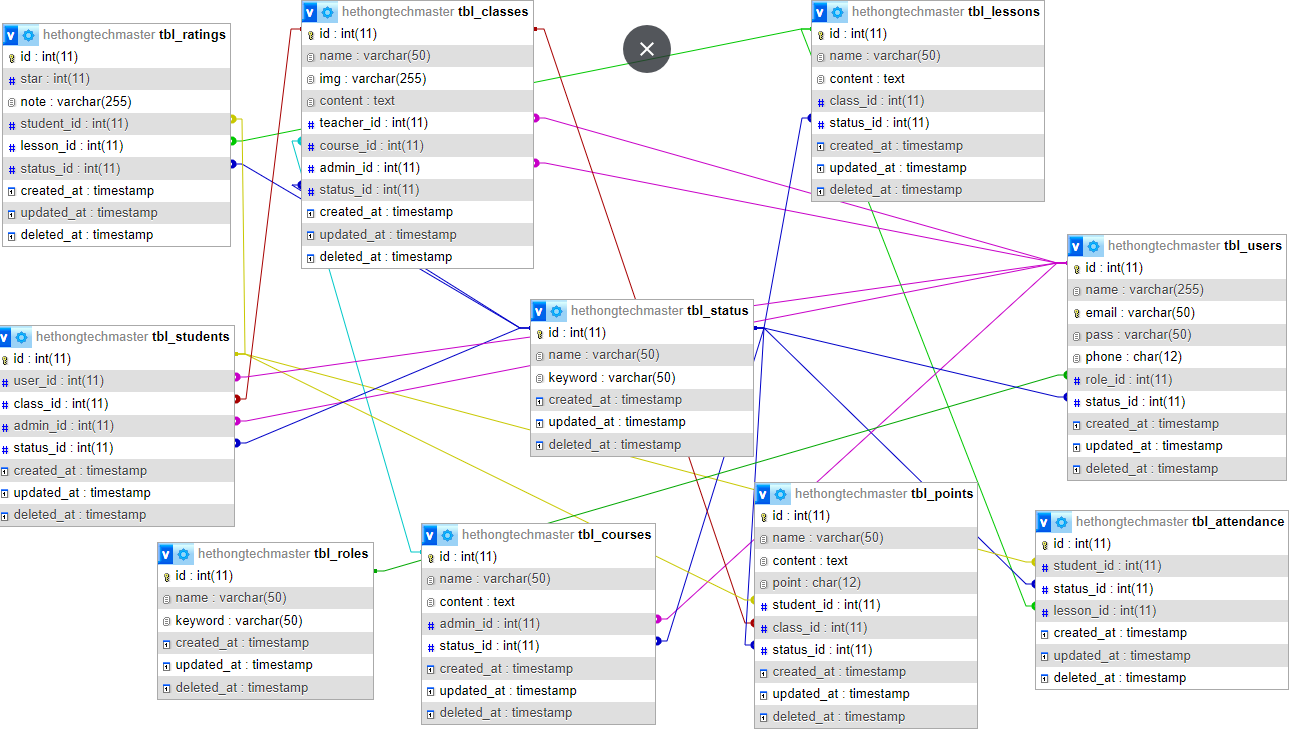 hethongtechmaster tbl_ratings
id : int(11)
star : int(11)
note : varchar(255)
student_id : int(11)
lesson_id : int(11)
status_id : int(11)
created_at : timestamp
updated_at : timestamp
deleted_at : timestamp
hethongtechmaster tbl_classes
id : int(11)
name : varchar(50)
img : varchar(255)
content : text
teacher_id : int(11)
course_id : int(11)
admin_id : int(11)
status_id : int(11)
created_at : timestamp
updated_at : timestamp
deleted_at : timestamp
hethongtechmaster tbl_lessons
id : int(11)
name : varchar(50)
content : text
class_id : int(11)
status_id : int(11)
created_at : timestamp
updated_at : timestamp
deleted_at : timestamp
hethongtechmaster tbl_users
id : int(11)
name : varchar(255)
email : varchar(50)
pass : varchar(50)
phone : char(12)
role_id : int(11)
status_id : int(11)
created_at : timestamp
updated_at : timestamp
deleted_at : timestamp
hethongtechmaster tbl_status
id : int(11)
name : varchar(50)
keyword : varchar(50)
created_at : timestamp
updated_at : timestamp
deleted_at : timestamp
hethongtechmaster tbl_students
id : int(11)
user_id : int(11)
class_id : int(11)
admin_id : int(11)
status_id : int(11)
created_at : timestamp
updated_at : timestamp
deleted_at : timestamp
hethongtechmaster tbl_roles
id : int(11)
name : varchar(50)
keyword : varchar(50)
created_at : timestamp
updated_at : timestamp
deleted_at : timestamp
hethongtechmaster tbl_courses
id : int(11)
name : varchar(50)
content : text
admin_id : int(11)
status_id : int(11)
created_at : timestamp
updated_at : timestamp
deleted_at : timestamp
hethongtechmaster tbl_points
id : int(11)
name : varchar(50)
content : text
point : char(12)
student_id : int(11)
class_id : int(11)
status_id : int(11)
created_at : timestamp
updated_at : timestamp
deleted_at : timestamp
hethongtechmaster tbl_attendance
id : int(11)
student_id : int(11)
status_id : int(11)
lesson_id : int(11)
created_at : timestamp
updated_at : timestamp
deleted_at : timestamp